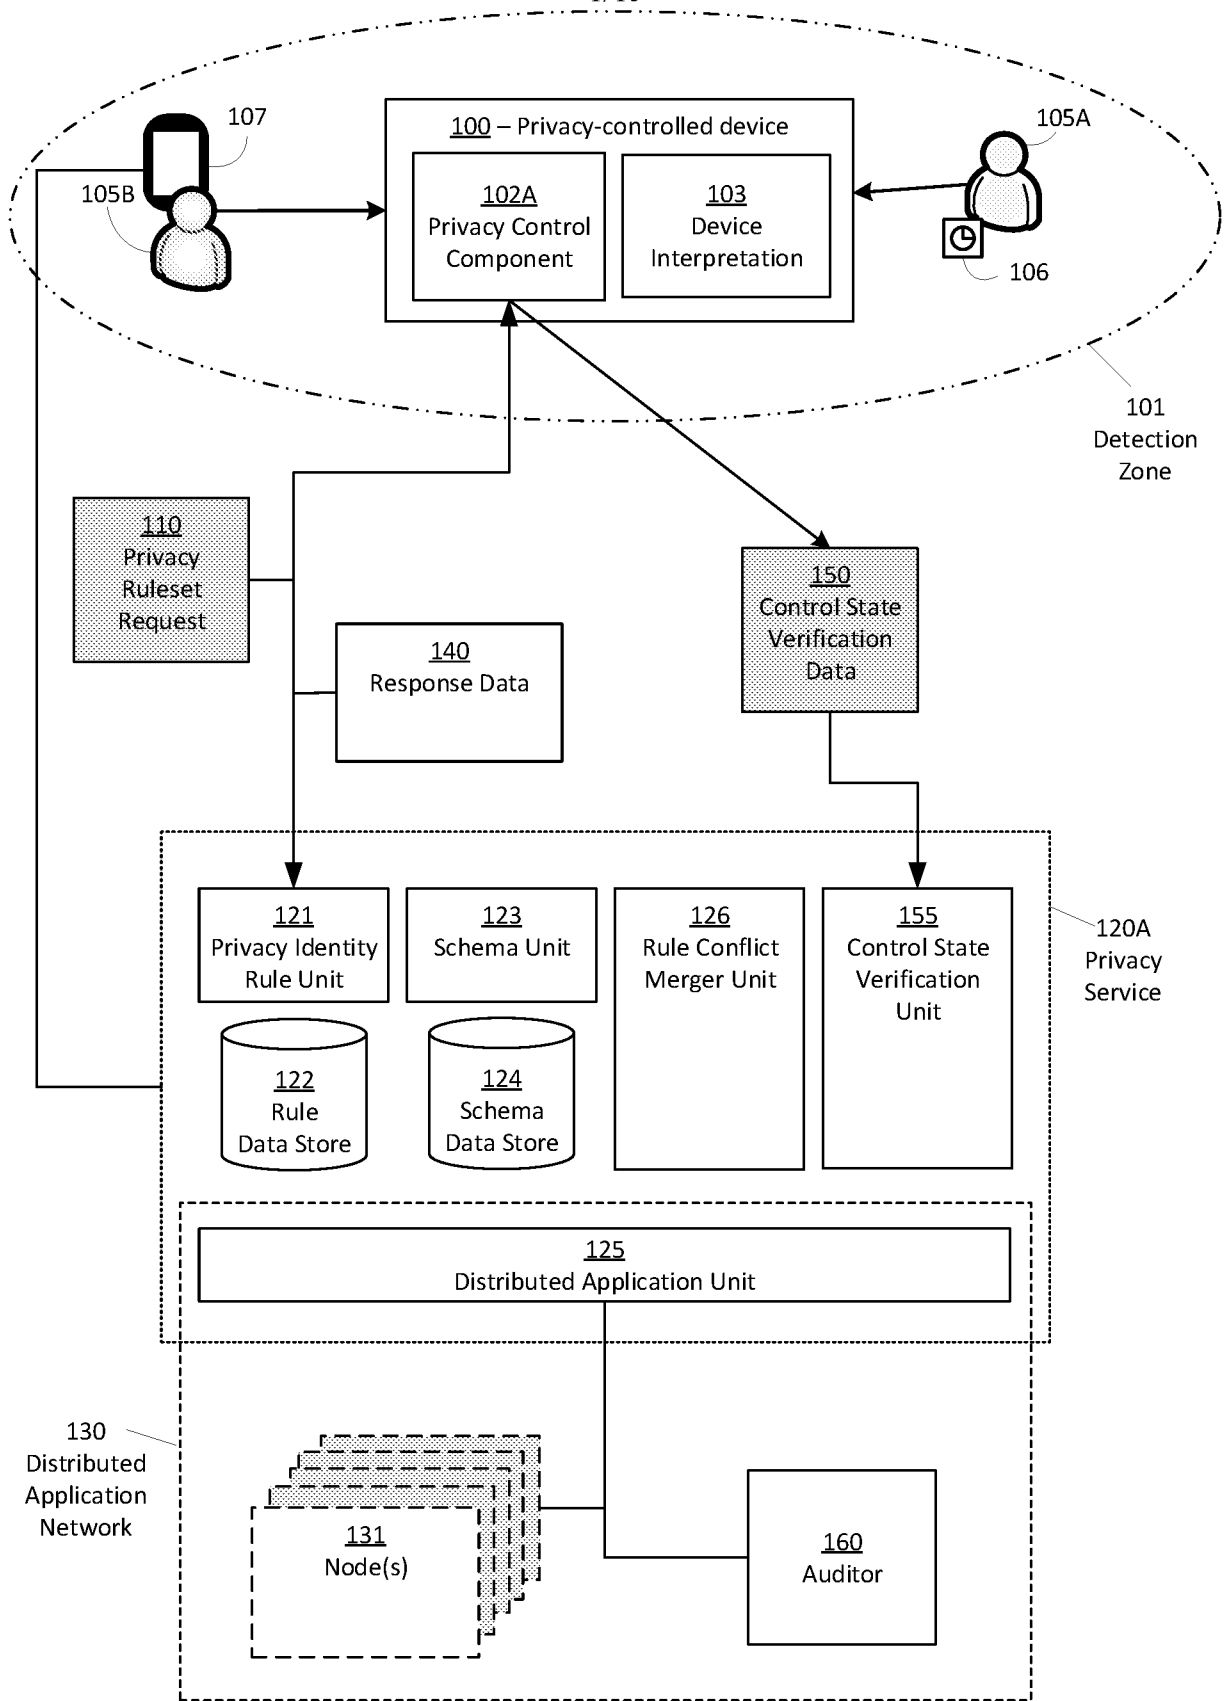 107
105B
100 – Privacy-controlled device
102A
Privacy Control
Component
103
Device
Interpretation
105A
106
101
Detection
Zone
110
Privacy
Ruleset
Request
140
Response Data
150
Control State
Verification
Data
121
Privacy Identity
Rule Unit
123
Schema Unit
126
Rule Conflict
Merger Unit
155
Control State
Verification
Unit
120A
Privacy
Service
122
Rule
Data Store
124
Schema
Data Store
125
Distributed Application Unit
130
Distributed
Application
Network
131
Node(s)
160
Auditor